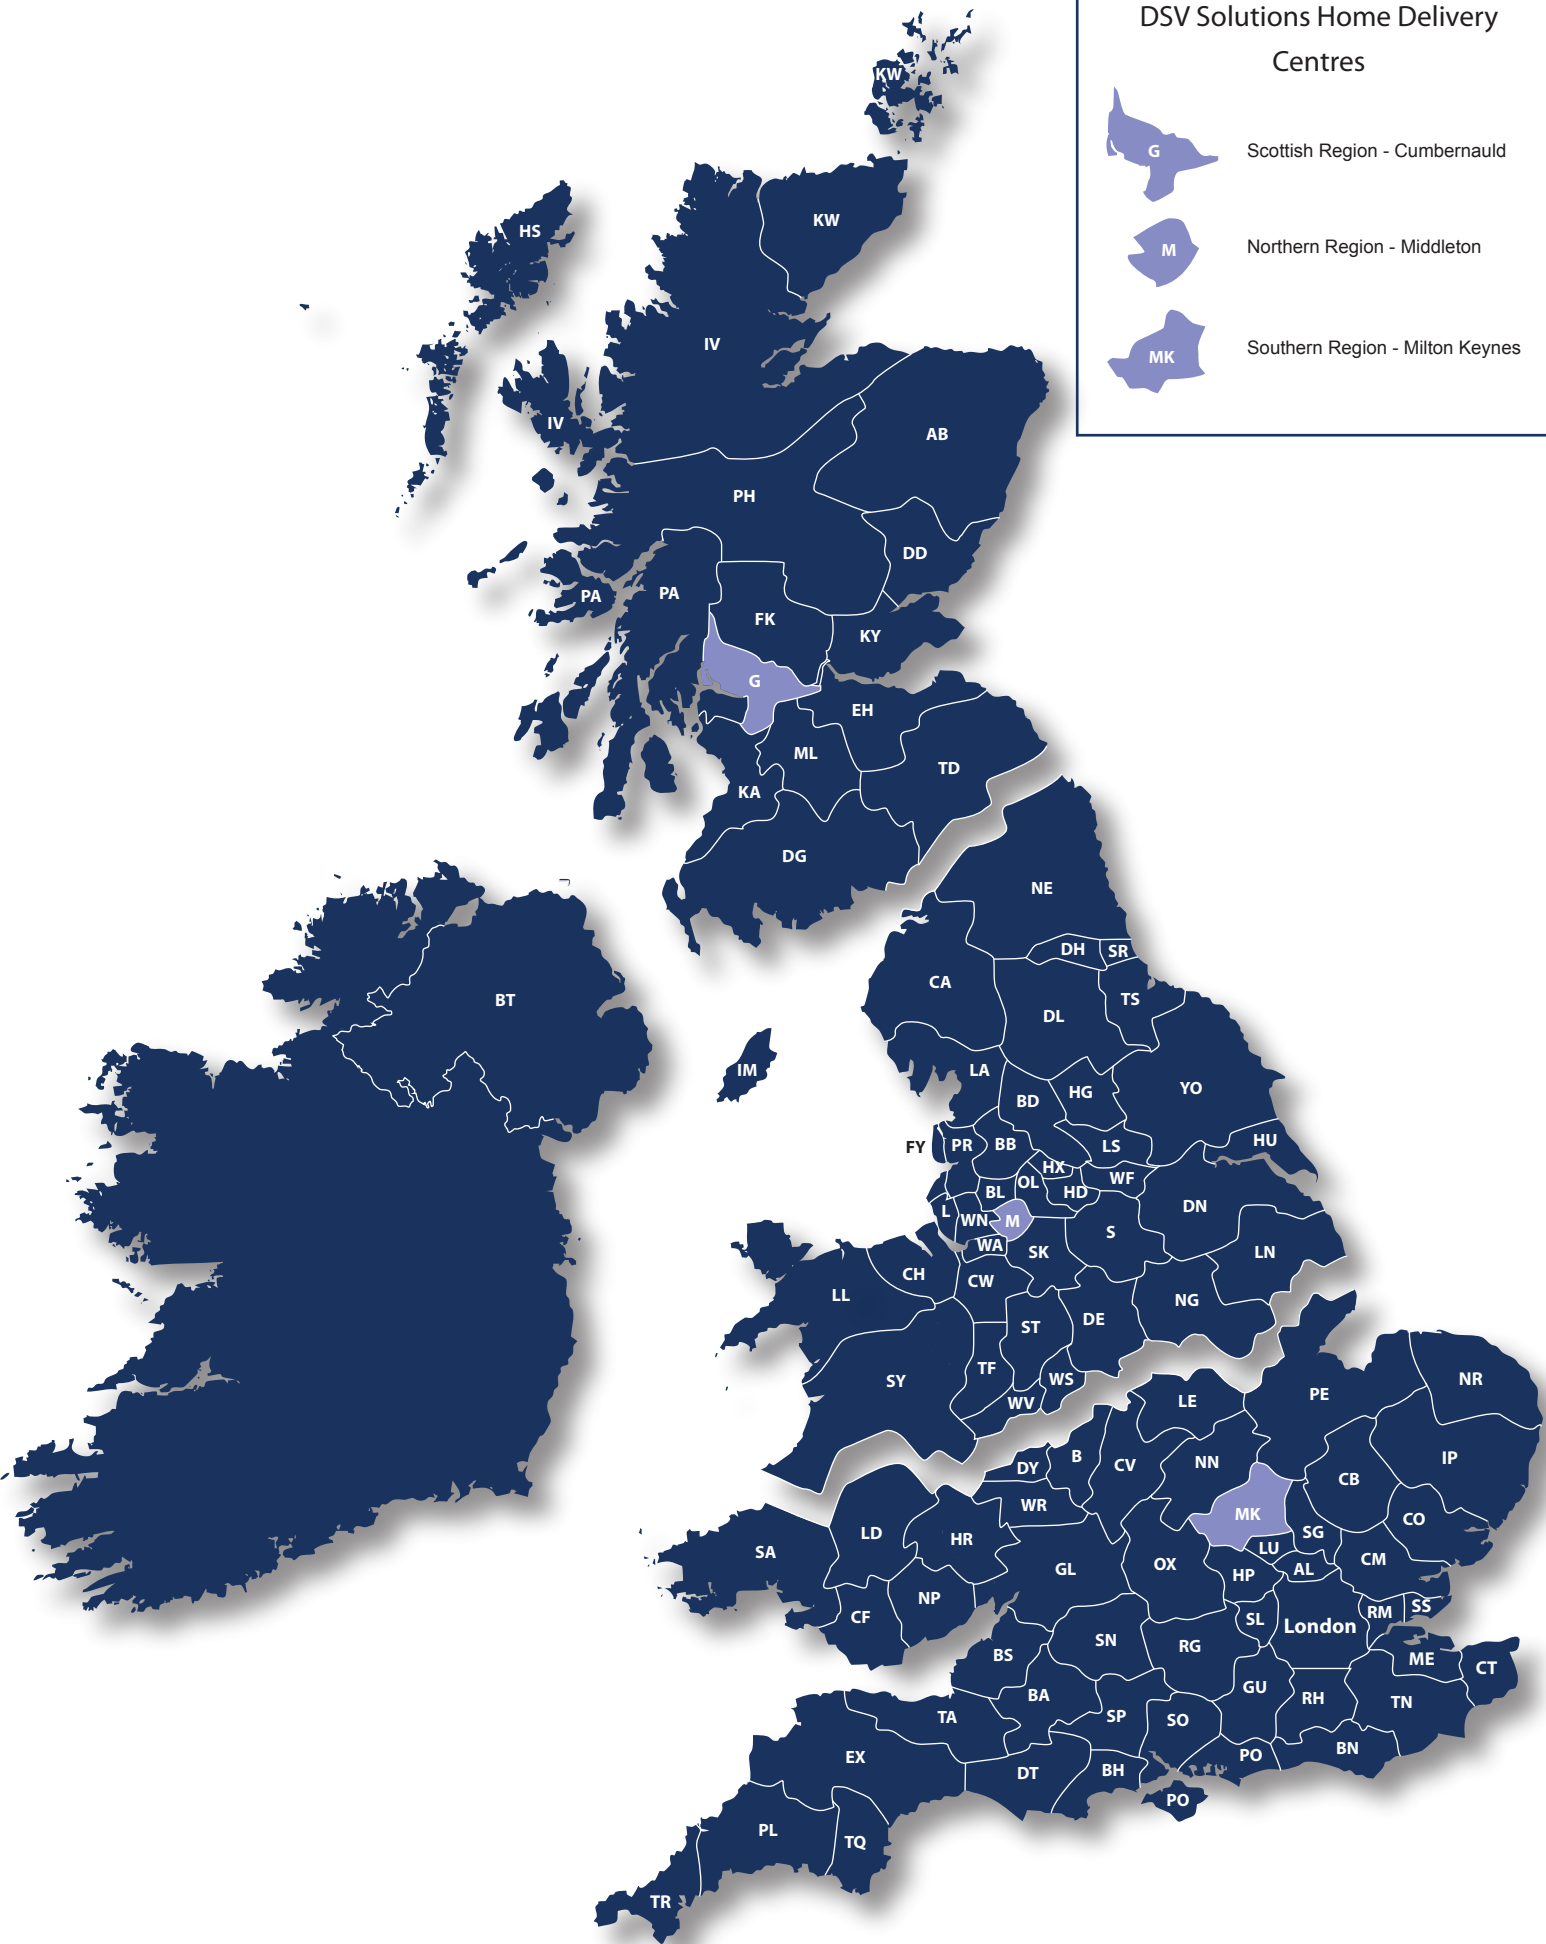 DSV Solutions Home Delivery
Centres
G
Scottish Region - Cumbernauld
M
Northern Region - Middleton
MK
Southern Region - Milton Keynes
KW
KW
HS
IV
IV
AB
PH
DD
PA
PA
FK
KY
G
EH
ML
TD
KA
DG
NE
DH
SR
CA
TS
BT
DL
IM
LA
HG
YO
BD
HU
FY
PR
BB
LS
HX
WF
OL
BL
HD
DN
L
WN
M
S
WA
SK
LN
CH
CW
LL
NG
DE
ST
TF
WS
SY
NR
PE
LE
WV
B
IP
NN
CV
DY
CB
WR
MK
CO
SG
LD
HR
LU
SA
CM
OX
GL
AL
HP
NP
SS
RM
CF
SL
London
SN
RG
BS
ME
CT
GU
BA
RH
TN
SP
TA
SO
BN
PO
EX
BH
DT
PO
PL
TQ
TR